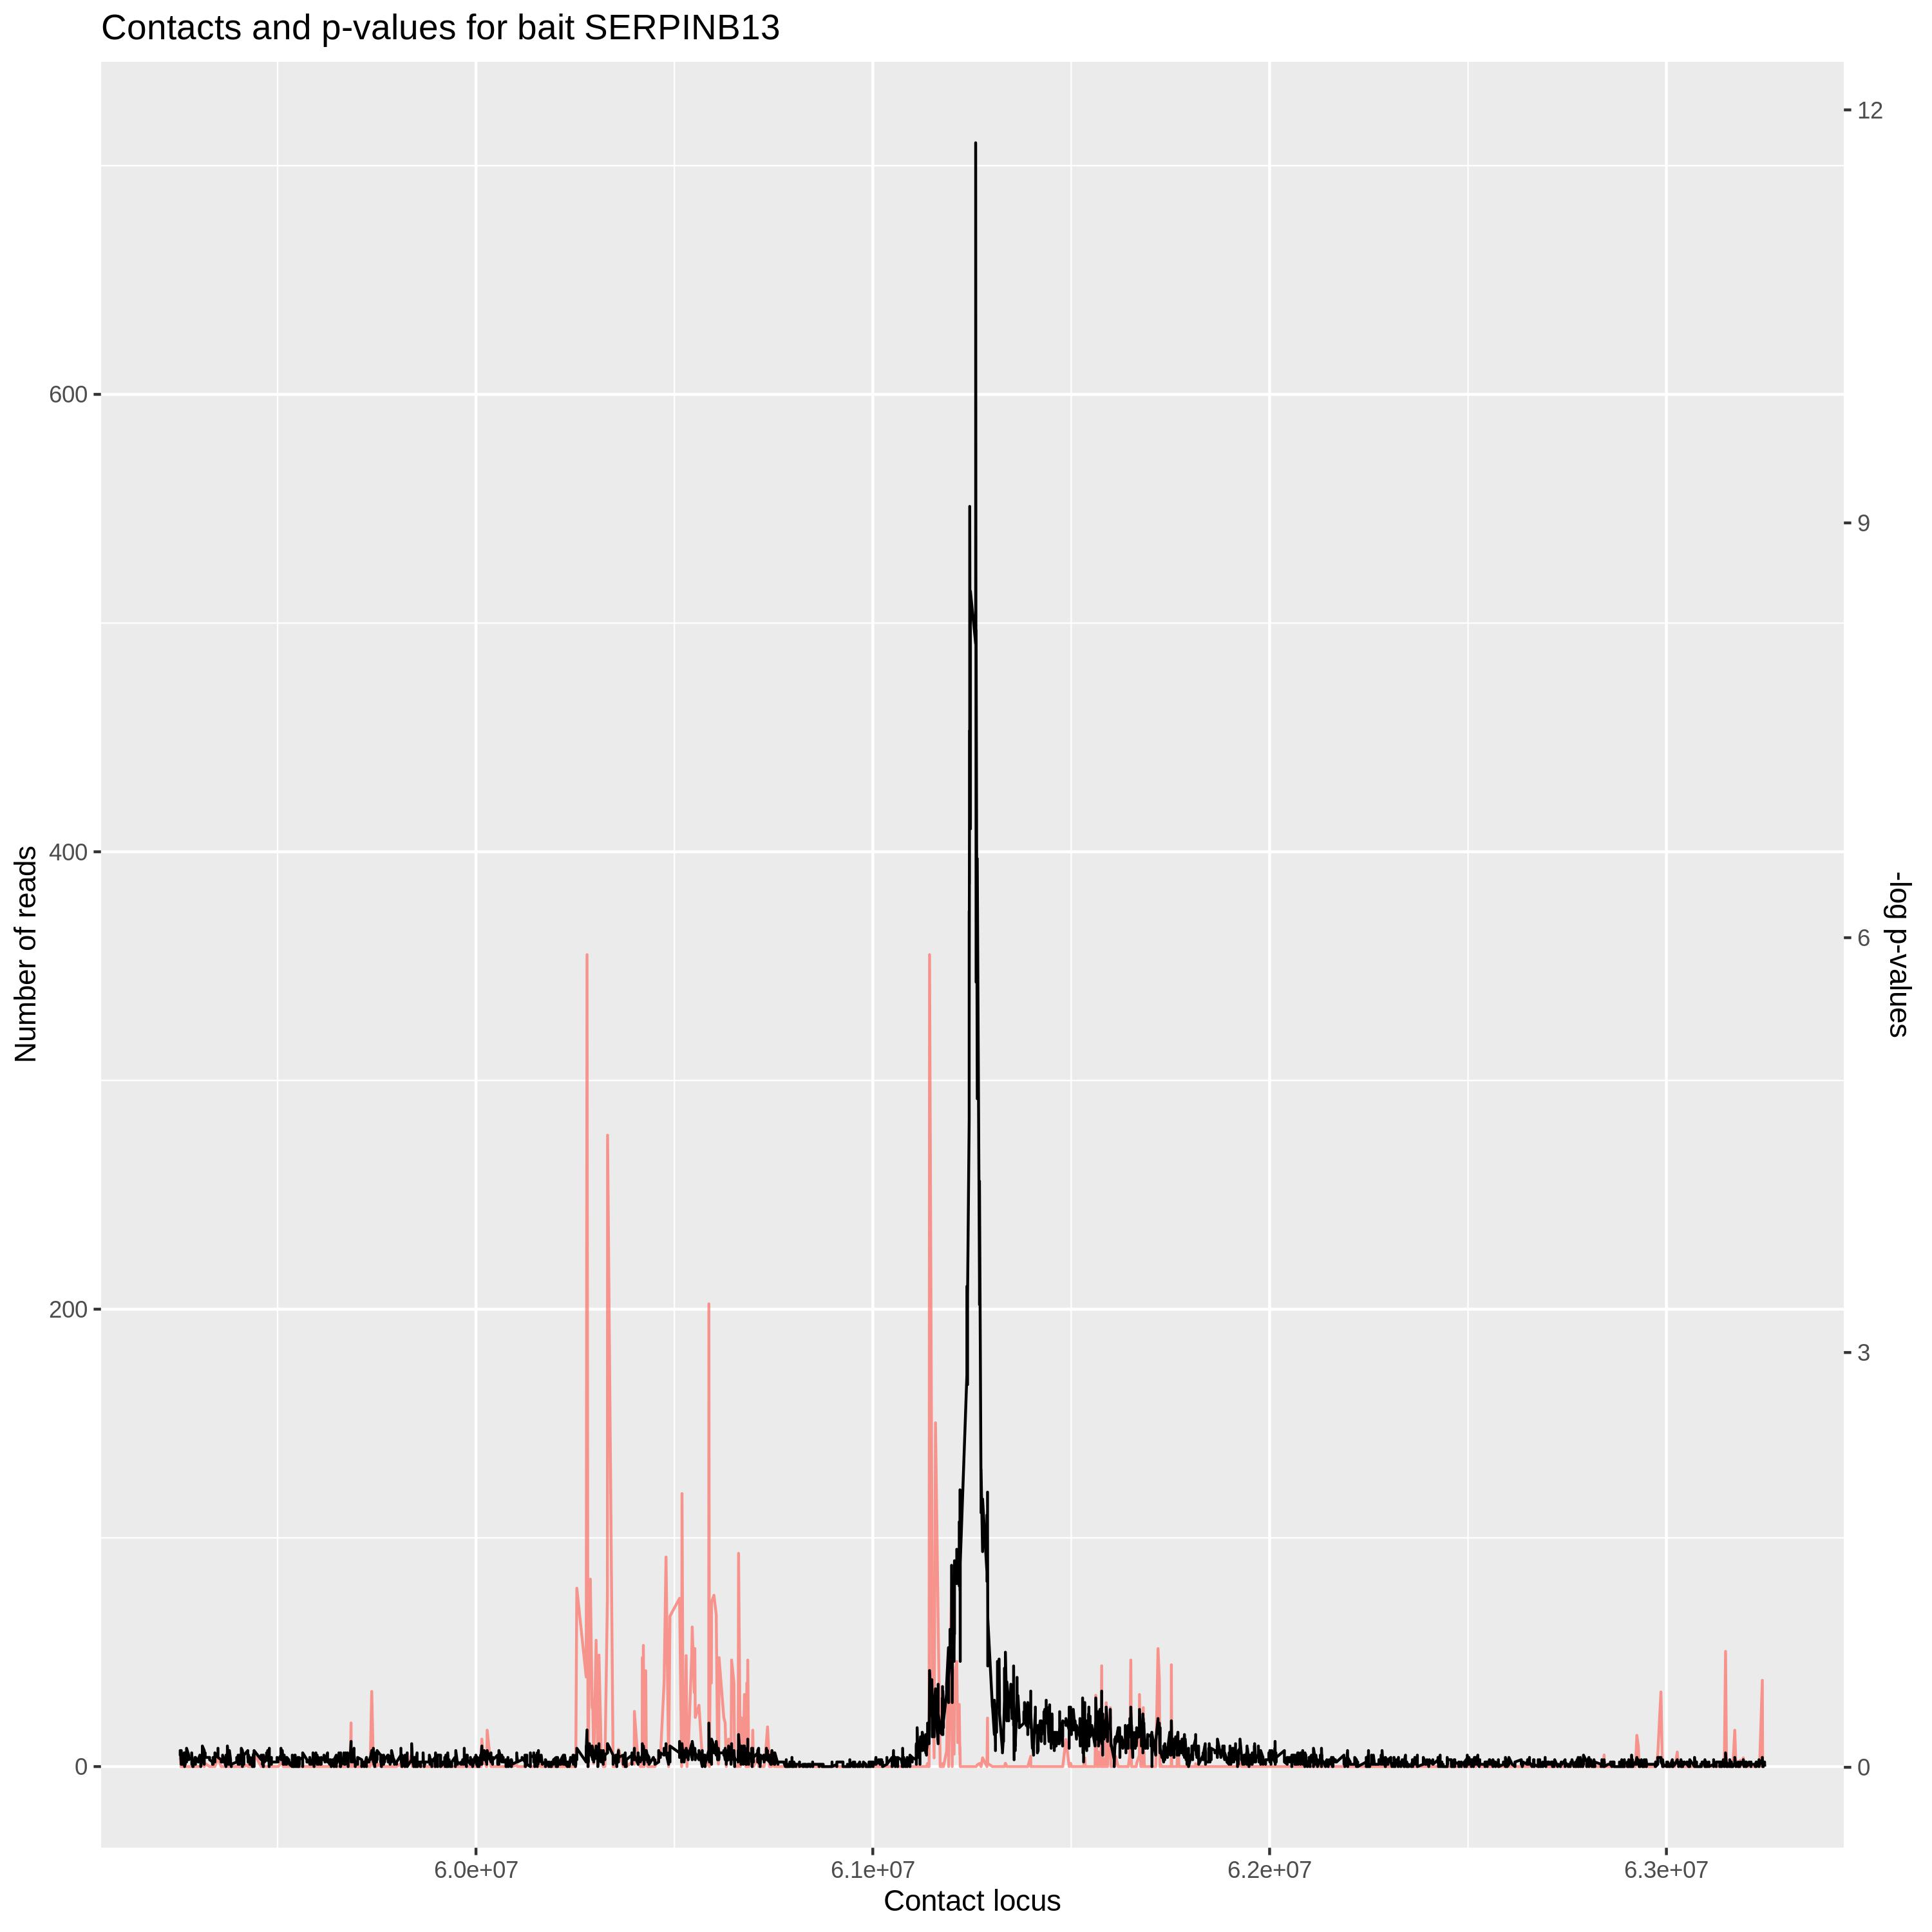 Contacts and p-values for bait SERPINB13
12
600
9
400
Number of reads
6
-log p-values
200
3
0
0
6.0e+07
6.1e+07
6.2e+07
6.3e+07
Contact locus